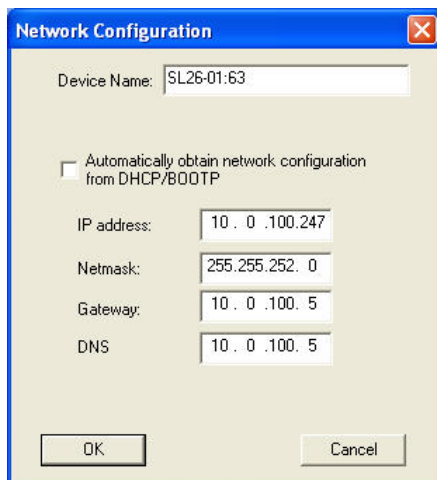 Network Configuration
Device Name: SL26-01:63
Automatically obtain network configuration
from DHCP/BOOTP
IP address: 10 . 0 .100.247
Netmask: 255.255.252. 0
Gateway: 10 . 0 .100. 5
DNS 10 . 0 .100. 5
OK Cancel